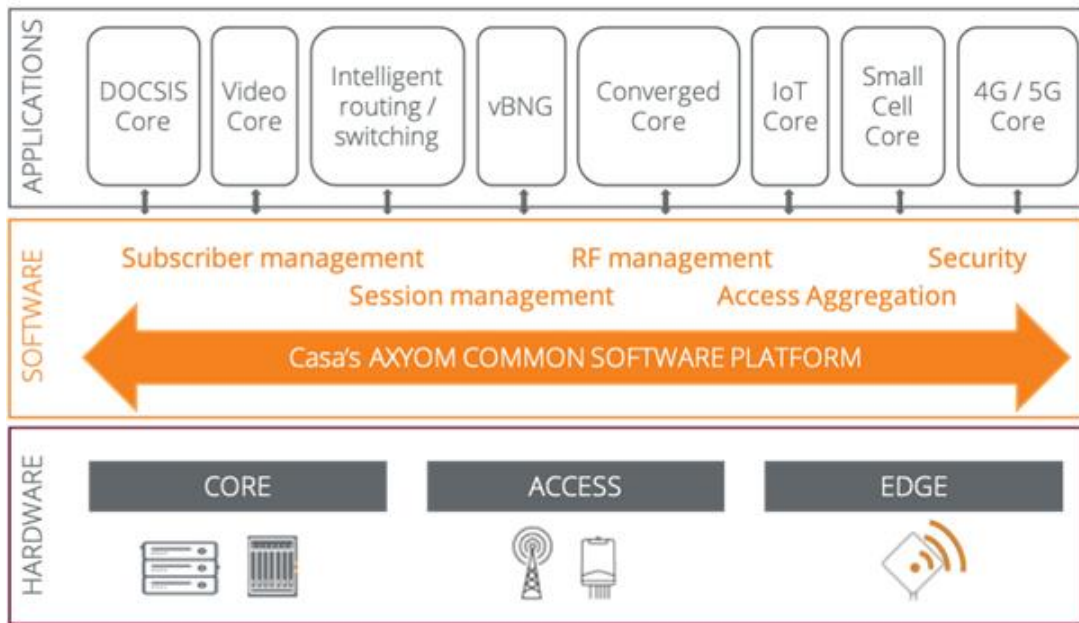 APPLICATIONS
DOCSIS
Core
Video
Core
Intelligent
routing /
switching
vBNG
Converged
Core
IoT
Core
Small
Cell
Core
4G / 5G
Core
SOFTWARE
Subscriber management
RF management
Security
Session management
Access Aggregation
Casa's AXYOM COMMON SOFTWARE PLATFORM
HARDWARE
CORE
ACCESS
EDGE